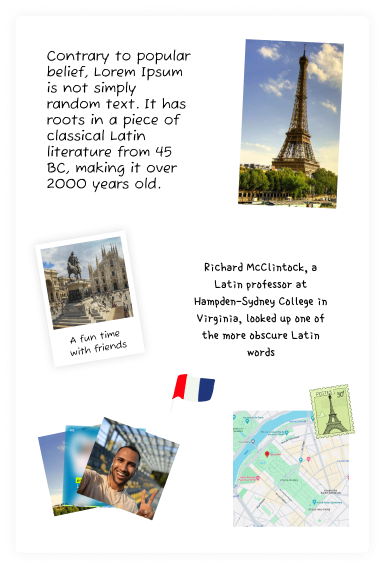 Contrary to popular
belief, Lorem Ipsum
is not simply
random text. It has
roots in a piece of
classical Latin
literature from 45
BC, making it over
2000 years old.
Richard McClintock, a
Latin professor at
Hampden-Sydney College in
Virginia, looked up one of
the more obscure Latin
words
A fun time
with friends
POSTES